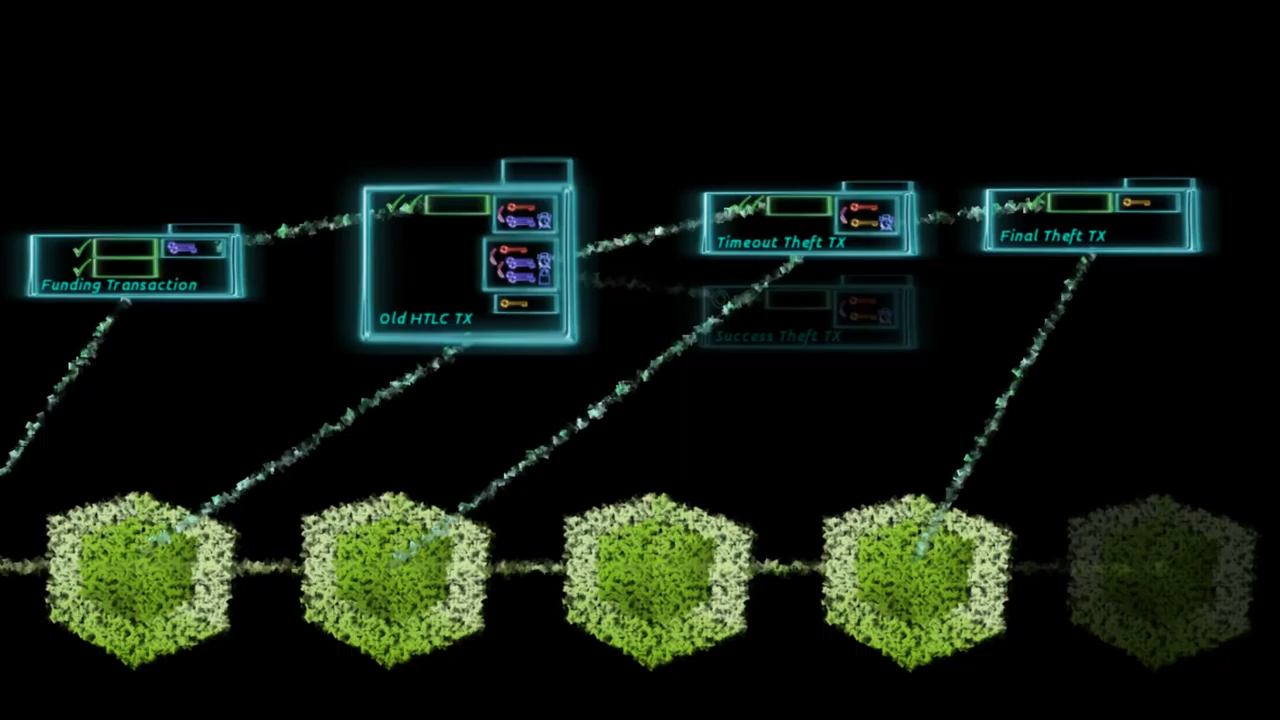 Funding Transaction
Old HTLC TX
Timeout Theft TX
Success Theft TX
Final Theft TX